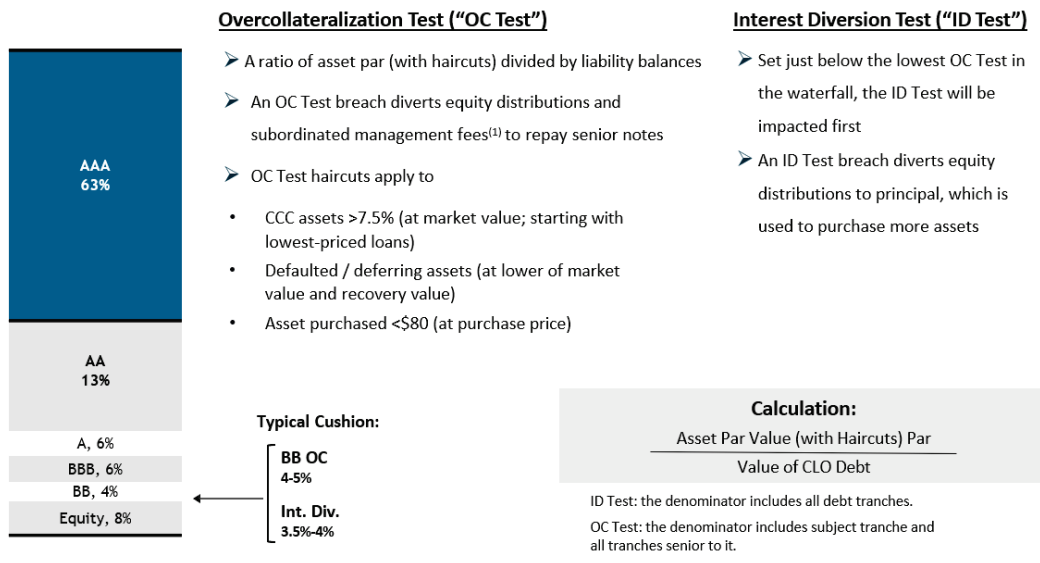 Overcollateralization Test (“OC Test”)
➢ A ratio of asset par (with haircuts) divided by liability balances
➢ An OC Test breach diverts equity distributions and
subordinated management fees(1) to repay senior notes
➢ OC Test haircuts apply to
• CCC assets >7.5% (at market value; starting with
lowest-priced loans)
• Defaulted / deferring assets (at lower of market
value and recovery value)
• Asset purchased <$80 (at purchase price)
Interest Diversion Test (“ID Test”)
➢ Set just below the lowest OC Test in
the waterfall, the ID Test will be
impacted first
➢ An ID Test breach diverts equity
distributions to principal, which is
used to purchase more assets
AAA
63%
AA
13%
A, 6%
BBB, 6%
BB, 4%
Equity, 8%
Typical Cushion:
BB OC
4-5%
Int. Div.
3.5%-4%
Calculation:
Asset Par Value (with Haircuts) Par
Value of CLO Debt
ID Test: the denominator includes all debt tranches.
OC Test: the denominator includes subject tranche and
all tranches senior to it.